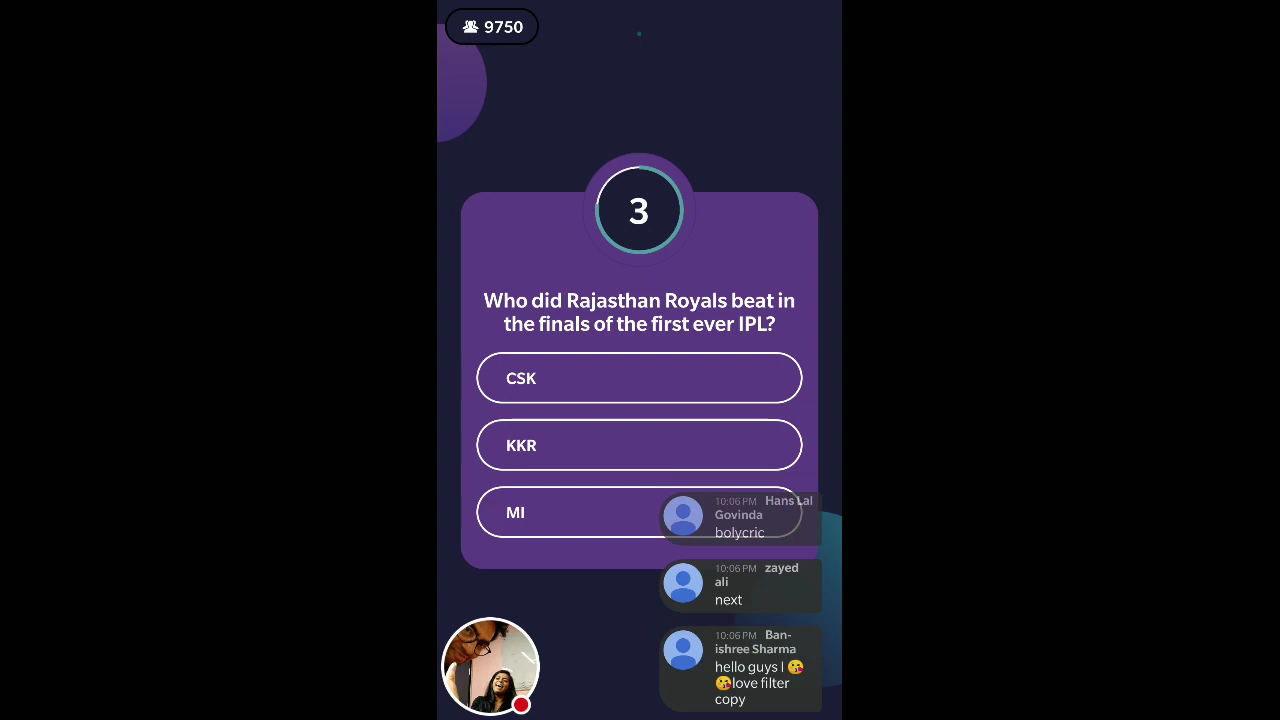 9750
3
Who did Rajasthan Royals beat in
the finals of the first ever IPL?
CSK
KKR
MI
10:06 PM Hans Lal
Govinda
bolycric
10:06 PM zayed
ali
next
10:06 PM Ban-
ishree Sharma
hello guys I 😘
😘love filter
copy